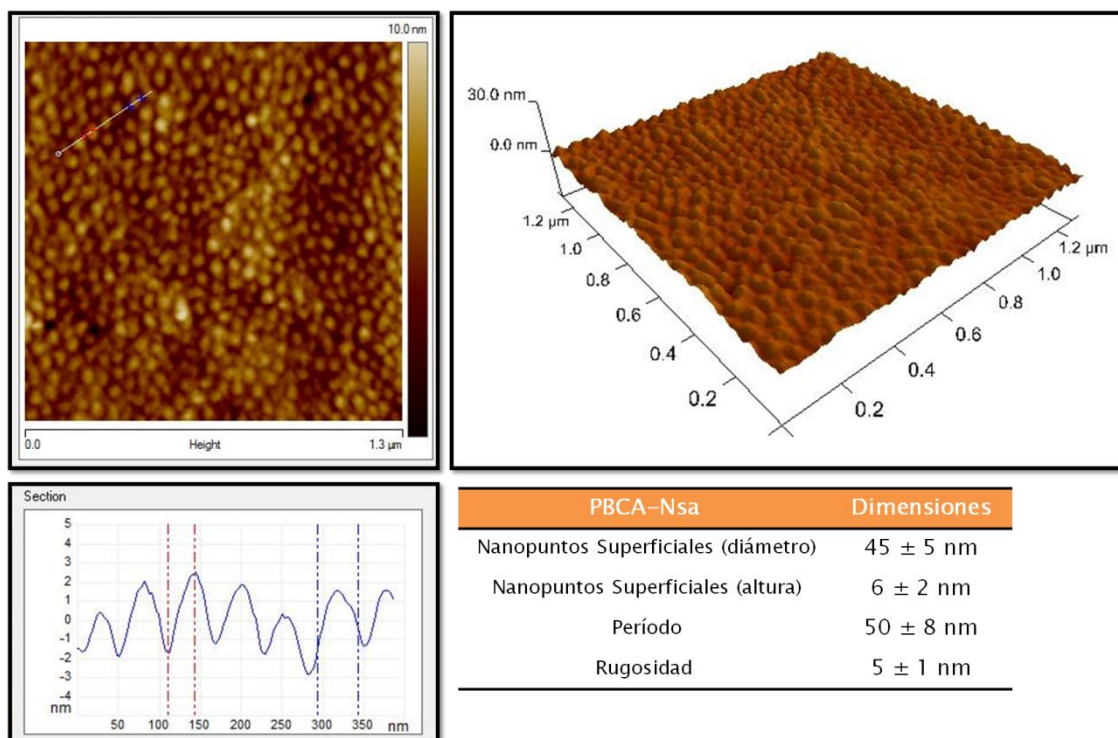 10.0 nm
0.0 Height 1.3 µm
30.0 nm
0.0 nm
1.2 µm
1.0
0.8
0.6
0.4
0.2
1.2 µm
1.0
0.8
0.6
0.4
0.2
Section
5
4
3
2
1
0
-1
-2
-3
-4
nm
50 100 150 200 250 300 350 nm
PBCA-Nsa Dimensiones
Nanopuntos Superficiales (diámetro) 45 ± 5 nm
Nanopuntos Superficiales (altura) 6 ± 2 nm
Período 50 ± 8 nm
Rugosidad 5 ± 1 nm